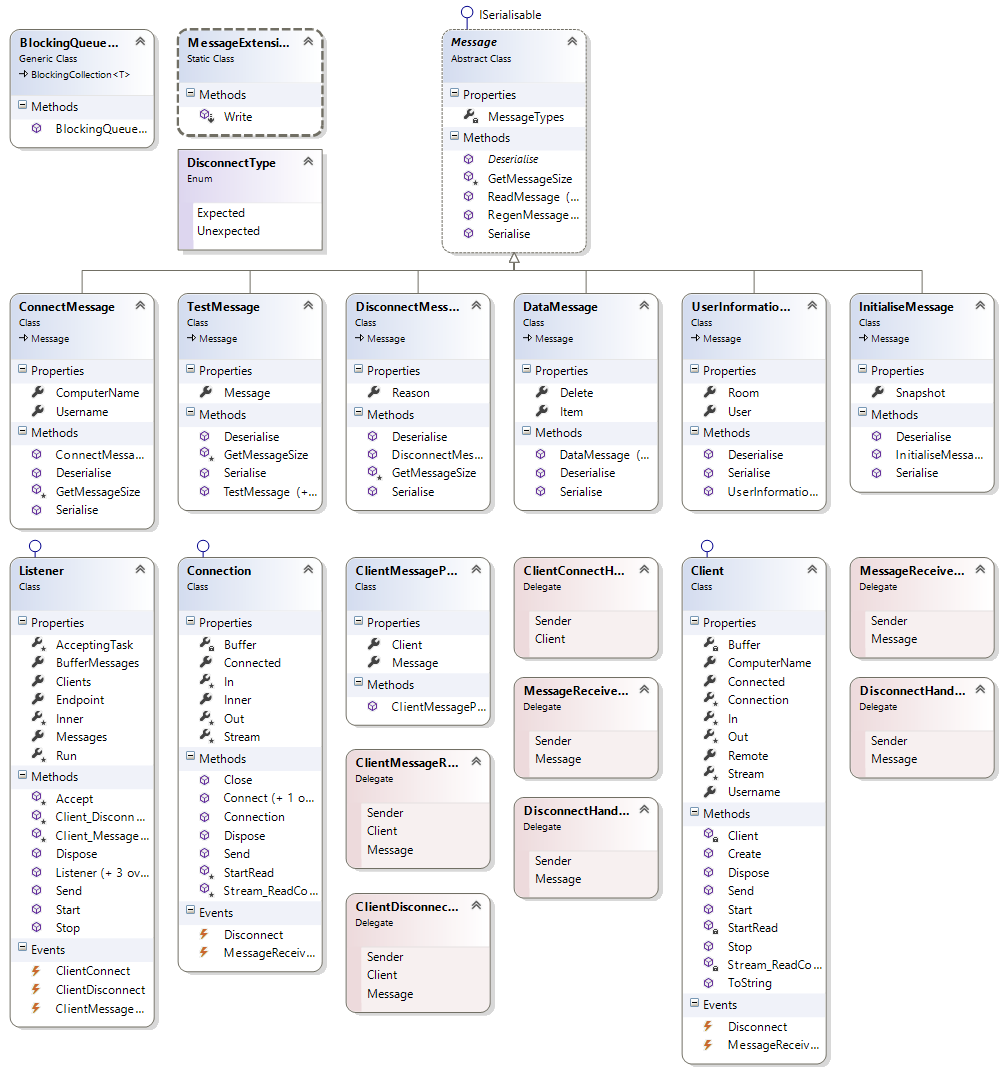 ISerialisable
BlockingQueue...
Generic Class
BlockingCollection<T>
Methods
BlockingQueue...
MessageExtensi...
Static Class
Methods
Write
DisconnectType
Enum
Expected
Unexpected
Message
Abstract Class
Properties
MessageTypes
Methods
Deserialise
GetMessageSize
ReadMessage (...
RegenMessage...
Serialise
ConnectMessage
Class
Message
Properties
ComputerName
Username
Methods
ConnectMessa...
Deserialise
GetMessageSize
Serialise
TestMessage
Class
Message
Properties
Message
Methods
Deserialise
GetMessageSize
Serialise
TestMessage (+...
DisconnectMess...
Class
Message
Properties
Reason
Methods
Deserialise
DisconnectMes...
GetMessageSize
Serialise
DataMessage
Class
Message
Properties
Delete
Item
Methods
DataMessage (...
Deserialise
Serialise
UserInformatio...
Class
Message
Properties
Room
User
Methods
Deserialise
Serialise
UserInformatio...
InitialiseMessage
Class
Message
Properties
Snapshot
Methods
Deserialise
InitialiseMessa...
Serialise
Listener
Class
Properties
AcceptingTask
BufferMessages
Clients
Endpoint
Inner
Messages
Run
Methods
Accept
Client_Disconn...
Client_Message...
Dispose
Listener (+ 3 ov...
Send
Start
Stop
Events
ClientConnect
ClientDisconnect
ClientMessage...
Connection
Class
Properties
Buffer
Connected
In
Inner
Out
Stream
Methods
Close
Connect (+ 1 o...
Connection
Dispose
Send
StartRead
Stream_ReadCo...
Events
Disconnect
MessageReceiv...
ClientMessageP...
Class
Properties
Client
Message
Methods
ClientMessageP...
ClientMessageR...
Delegate
Sender
Client
Message
ClientDisconnec...
Delegate
Sender
Client
Message
ClientConnectH...
Delegate
Sender
Client
MessageReceive...
Delegate
Sender
Message
DisconnectHand...
Delegate
Sender
Message
Client
Class
Properties
Buffer
ComputerName
Connected
Connection
In
Out
Remote
Stream
Username
Methods
Client
Create
Dispose
Send
Start
StartRead
Stop
Stream_ReadCo...
ToString
Events
Disconnect
MessageReceiv...
MessageReceive...
Delegate
Sender
Message
DisconnectHand...
Delegate
Sender
Message